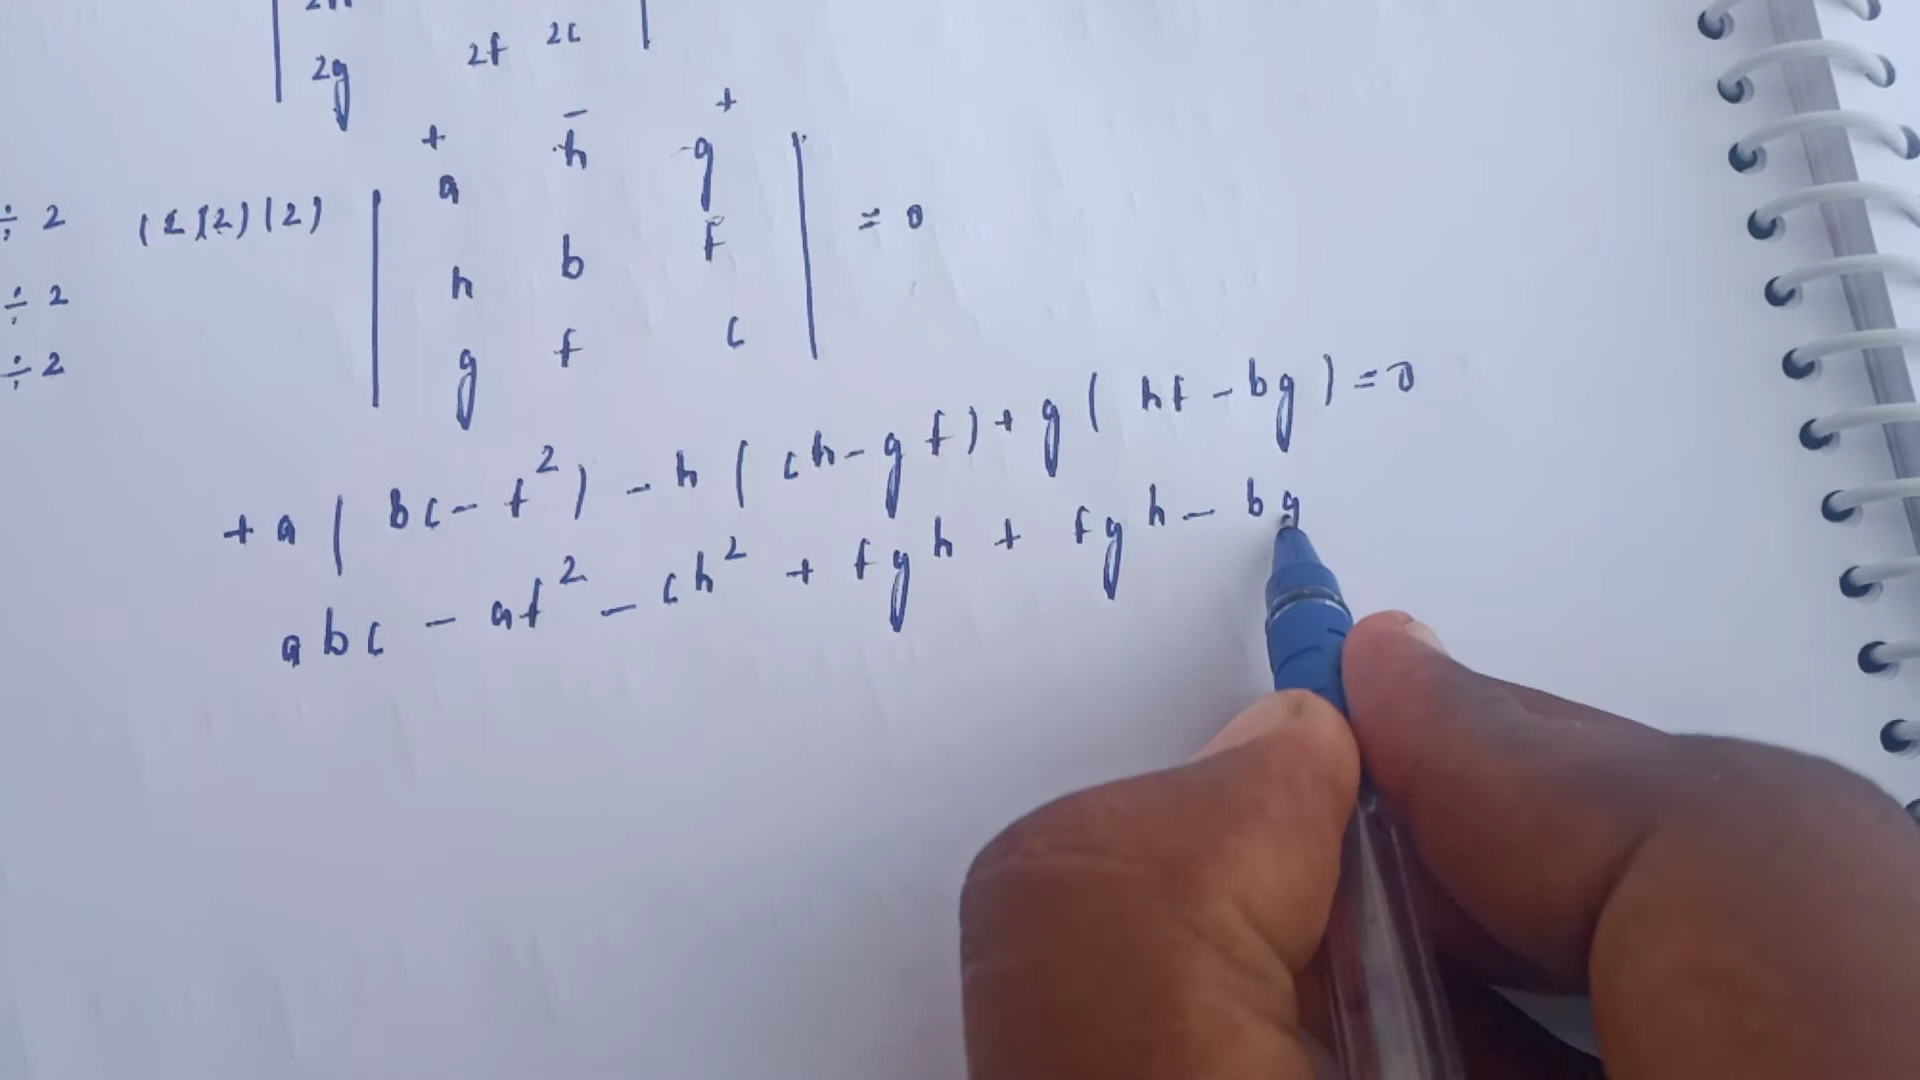 2g 2f 2c
+ − +
÷ 2 (2)(2)(2) | a h g | = 0
÷ 2 | h b f |
÷ 2 | g f c |
+ a ( bc − f² ) − h ( ch − gf ) + g ( hf − bg ) = 0
abc − af² − ch² + fgh + fgh − bg